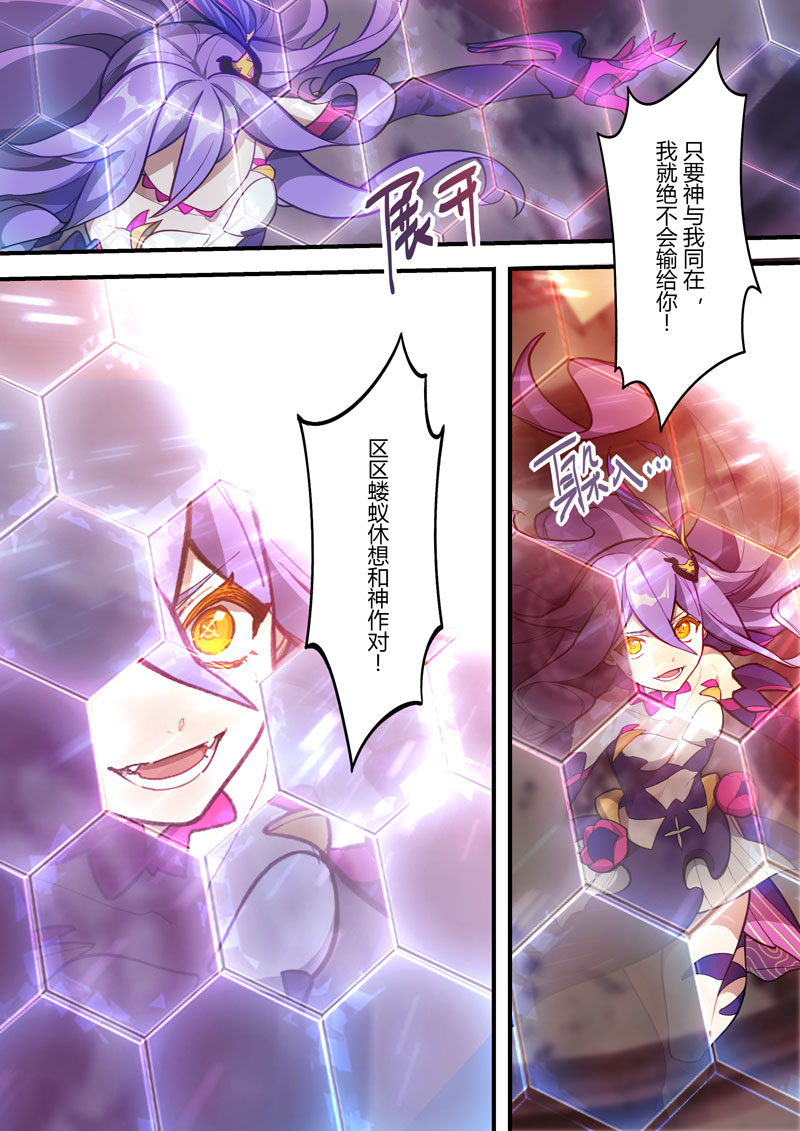 只要神与我同在，
我就绝不会输给你！
展开
躲入…
区区蝼蚁休想和神作对！